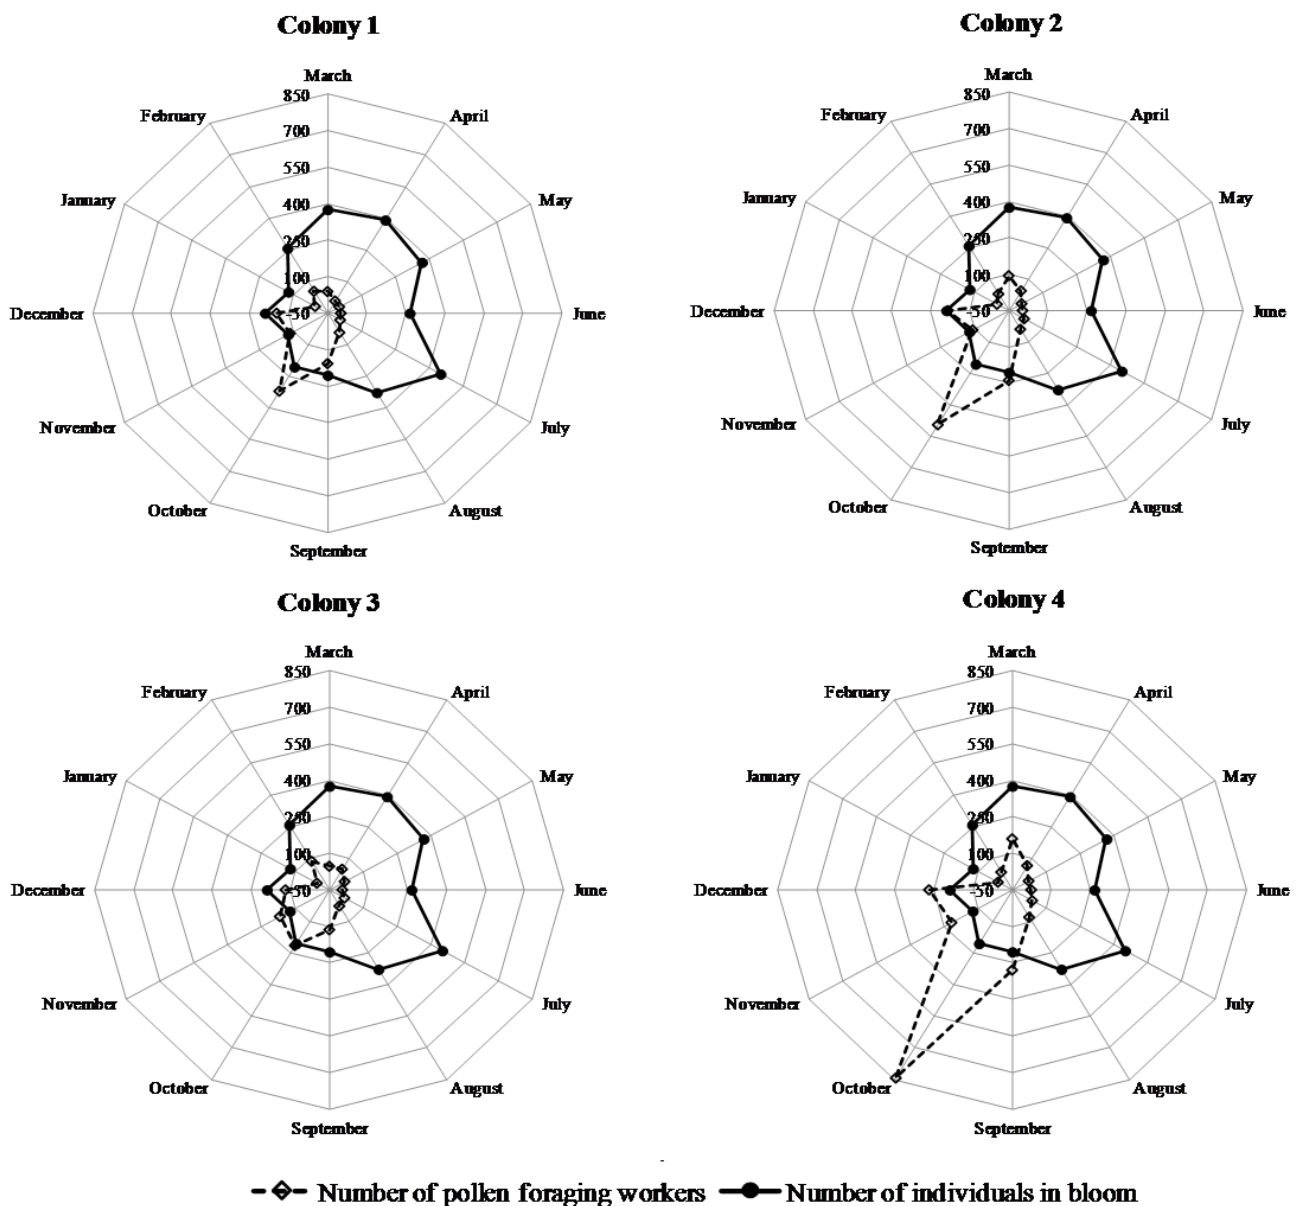 Colony 1
March
850
April
February
700
550
January
May
400
250
100
December
-50
June
November
July
October
August
September
Colony 2
March
850
April
February
700
550
January
May
400
250
100
December
-50
June
November
July
October
August
September
Colony 3
March
850
April
February
700
550
January
May
400
250
100
December
-50
June
November
July
October
August
September
Colony 4
March
850
April
February
700
550
January
May
400
250
100
December
-50
June
November
July
October
August
September
Number of pollen foraging workers Number of individuals in bloom